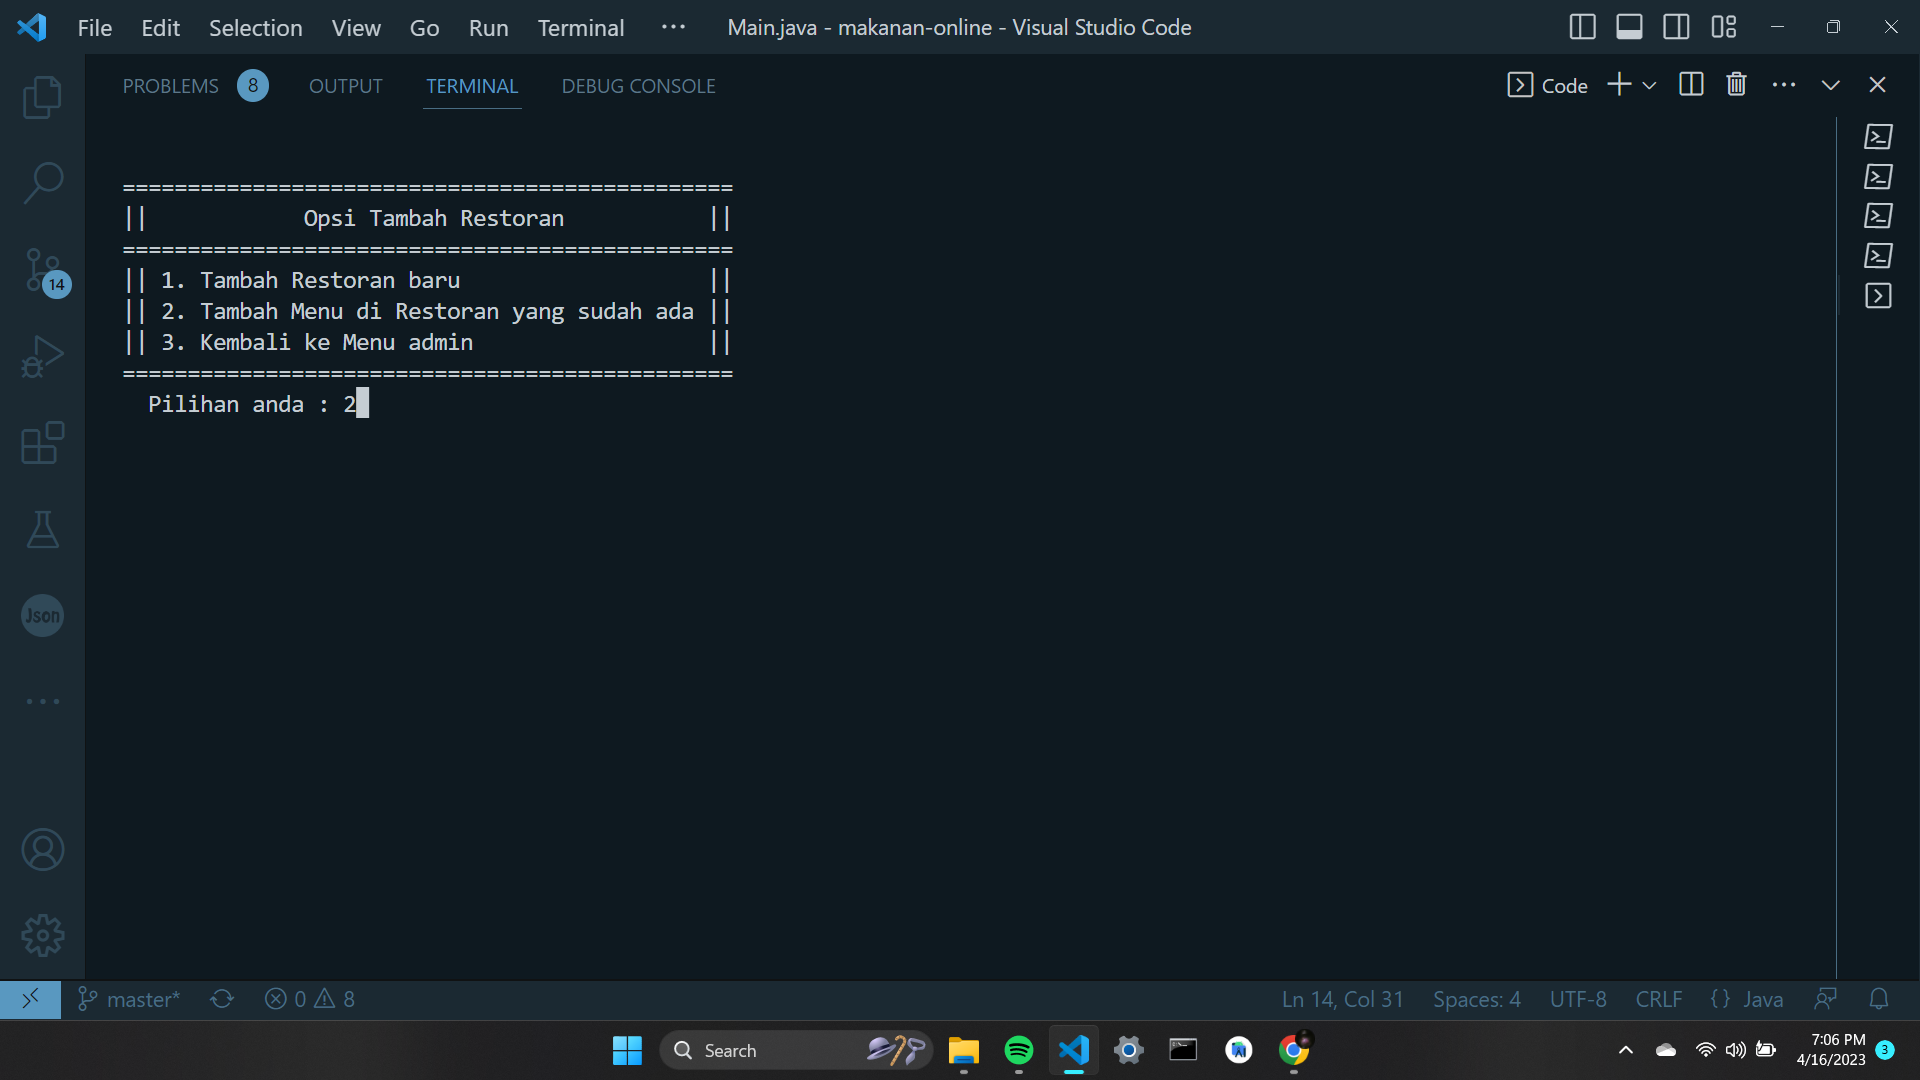 File Edit Selection View Go Run Terminal ··· Main.java - makanan-online - Visual Studio Code
PROBLEMS 8 OUTPUT TERMINAL DEBUG CONSOLE Code
===============================================
|| Opsi Tambah Restoran ||
===============================================
|| 1. Tambah Restoran baru ||
|| 2. Tambah Menu di Restoran yang sudah ada ||
|| 3. Kembali ke Menu admin ||
===============================================
Pilihan anda : 2
14
Json
master* 0 8 Ln 14, Col 31 Spaces: 4 UTF-8 CRLF {} Java
Search 7:06 PM
4/16/2023 3